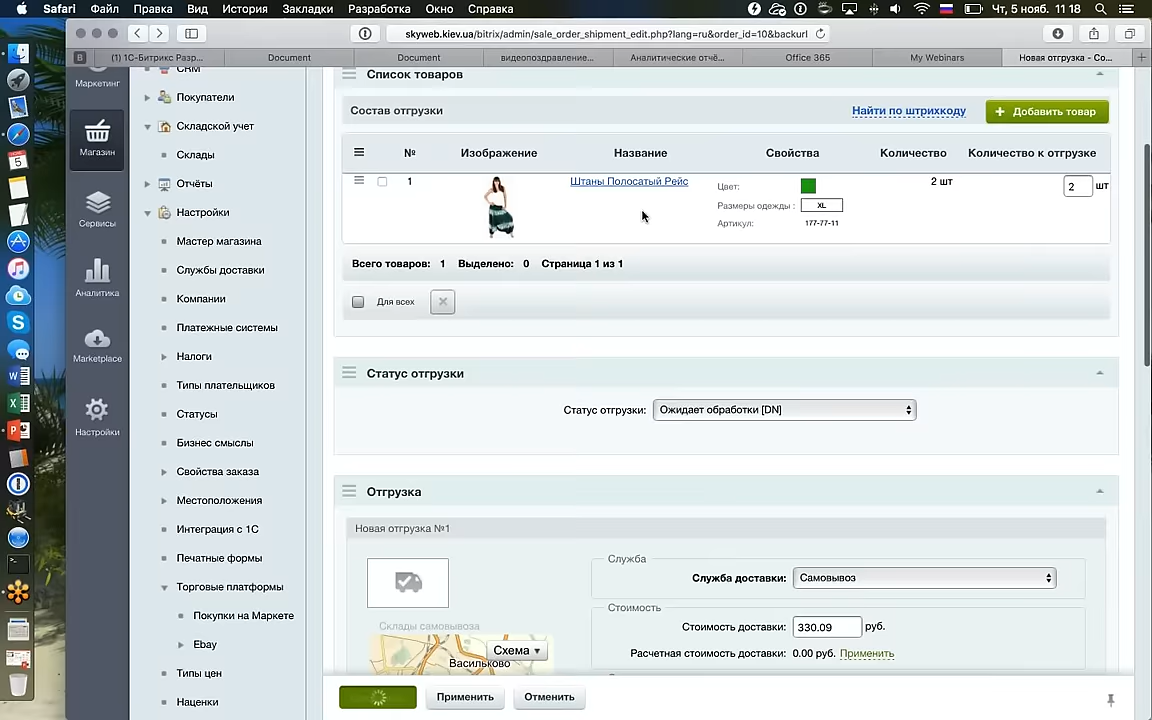 Safari Файл Правка Вид История Закладки Разработка Окно Справка Чт, 5 нояб. 11 18
skyweb.kiev.ua/bitrix/admin/sale_order_shipment_edit.php?lang=ru&order_id=10&backurl
(1) 1С-Битрикс Разр... Document Document видеопоздравление... Аналитические отчё... Office 365 My Webinars Новая отгрузка - Co...
Маркетинг
Магазин
Сервисы
Аналитика
Marketplace
Настройки
CRM
Покупатели
Складской учет
Склады
Отчёты
Настройки
Мастер магазина
Службы доставки
Компании
Платежные системы
Налоги
Типы плательщиков
Статусы
Бизнес смыслы
Свойства заказа
Местоположения
Интеграция с 1С
Печатные формы
Торговые платформы
Покупки на Маркете
Ebay
Типы цен
Наценки
Список товаров
Состав отгрузки Найти по штрихкоду + Добавить товар
№ Изображение Название Свойства Количество Количество к отгрузке
1 Штаны Полосатый Рейс Цвет: 2 шт 2 шт
Размеры одежды : XL
Артикул: 177-77-11
Всего товаров: 1 Выделено: 0 Страница 1 из 1
Для всех
Статус отгрузки
Статус отгрузки: Ожидает обработки [DN]
Отгрузка
Новая отгрузка №1
Служба
Служба доставки: Самовывоз
Стоимость
Стоимость доставки: 330.09 руб.
Расчетная стоимость доставки: 0.00 руб. Применить
Склады самовывоза
Схема
Васильково
Применить Отменить